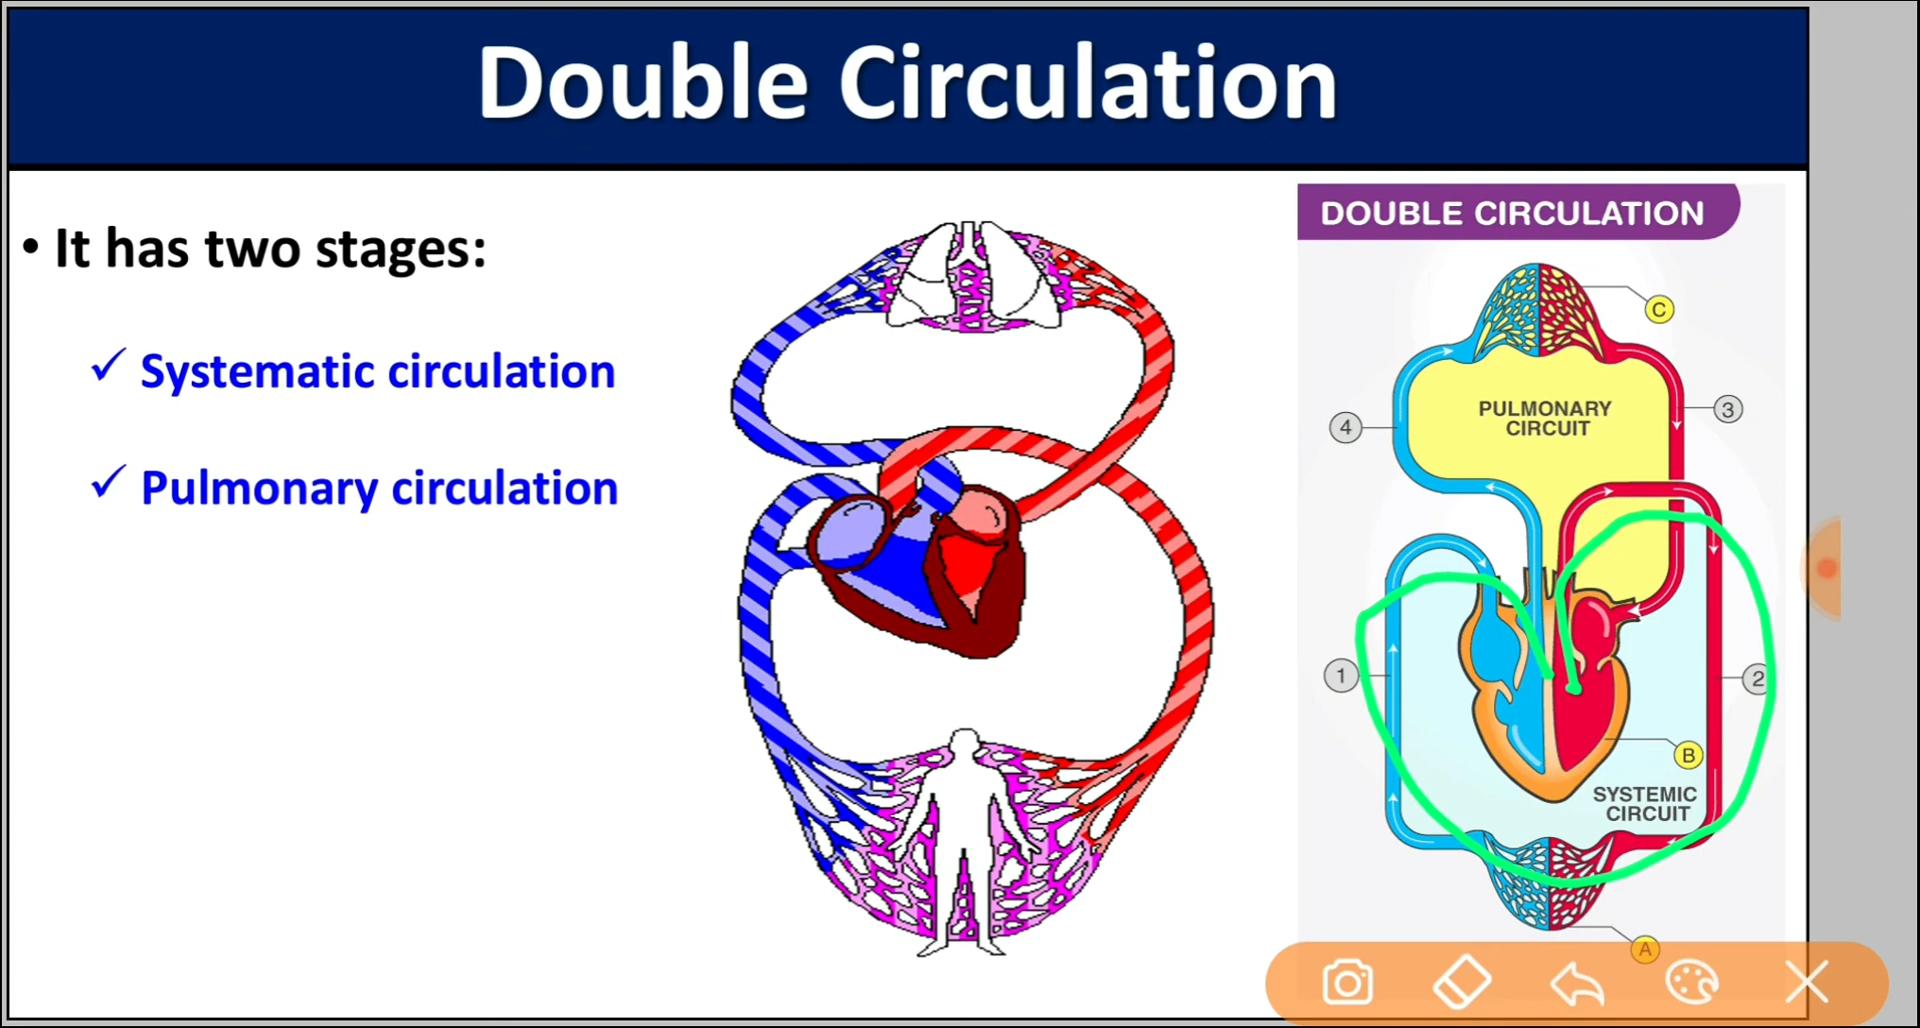 Double Circulation
• It has two stages:
✓ Systematic circulation
✓ Pulmonary circulation
DOUBLE CIRCULATION
C
PULMONARY
CIRCUIT
3
4
1
2
B
SYSTEMIC
CIRCUIT
A